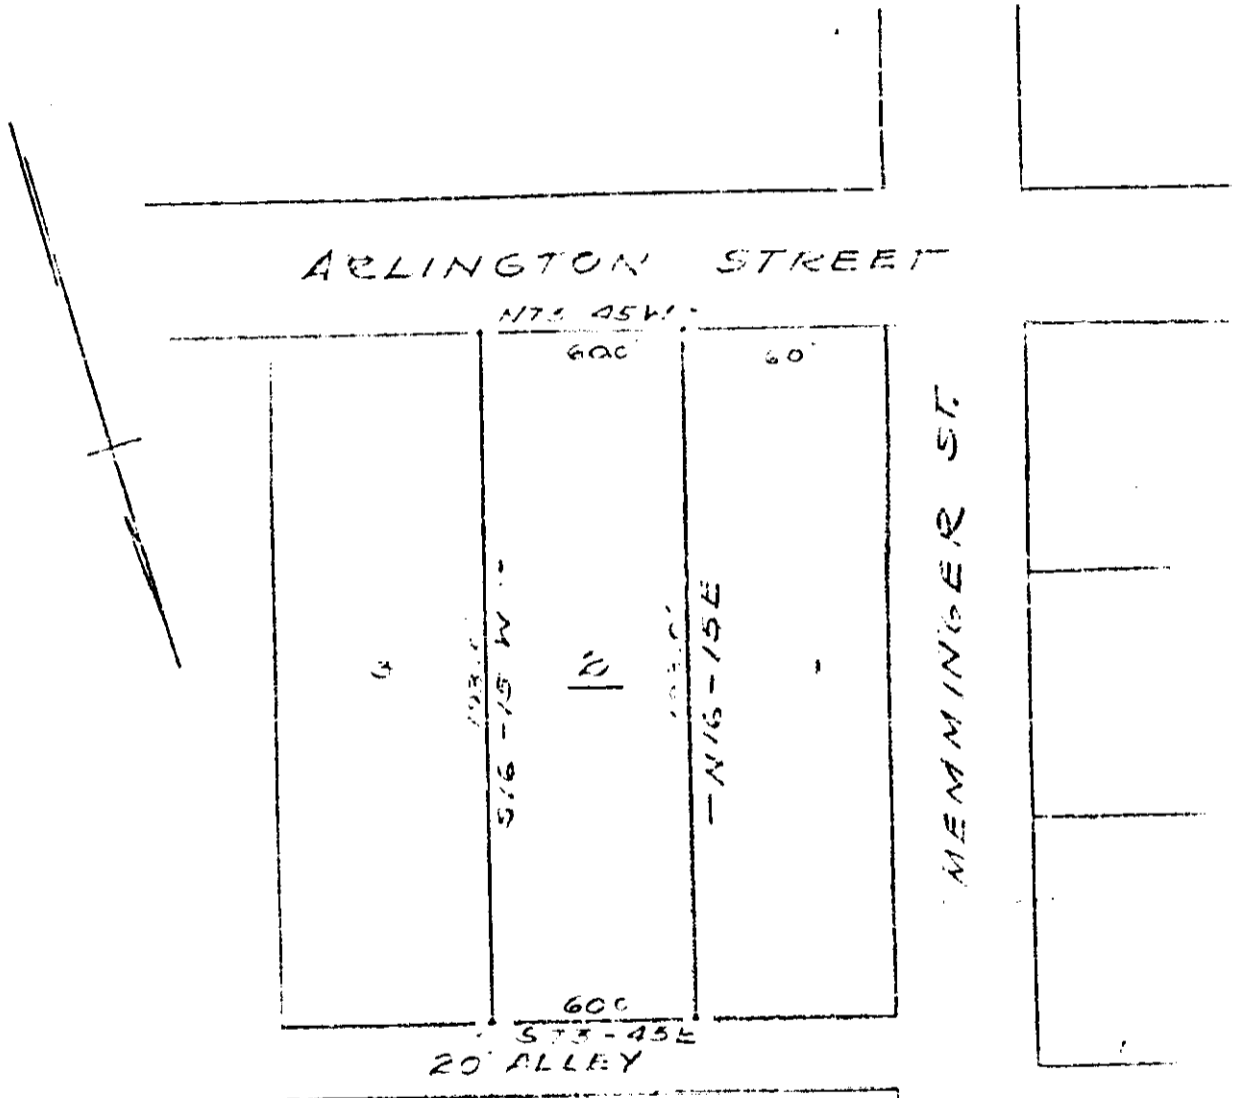 ARLINGTON STREET
N73 45W
60.0'
60'
S16-15W
N16-15E
2
1
MEMMINGER ST.
60.0
S73-45E
20' ALLEY